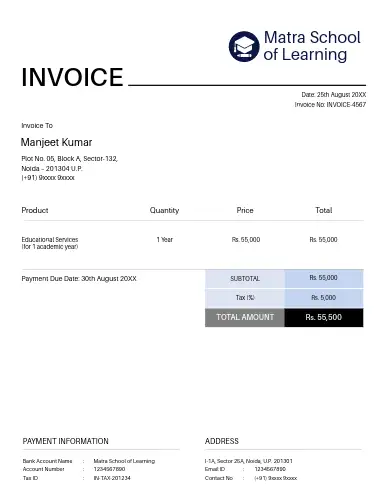 Matra School
of Learning
INVOICE
Date: 25th August 20XX
Invoice No: INVOICE-4567
Invoice To
Manjeet Kumar
Plot No. 05, Block A, Sector-132,
Noida - 201304 U.P.
(+91) 9xxxx 9xxxx
Product Quantity Price Total
Educational Services 1 Year Rs. 55,000 Rs. 55,000
(for 1 academic year)
Payment Due Date: 30th August 20XX SUBTOTAL Rs. 55,000
Tax (%) Rs. 5,000
TOTAL AMOUNT Rs. 55,500
PAYMENT INFORMATION ADDRESS
Bank Account Name : Matra School of Learning I-1A, Sector 25A, Noida, U.P. 201301
Account Number : 1234567890 Email ID : 1234567890
Tax ID : IN-TAX-201234 Contact No : (+91) 9xxxx 9xxxx